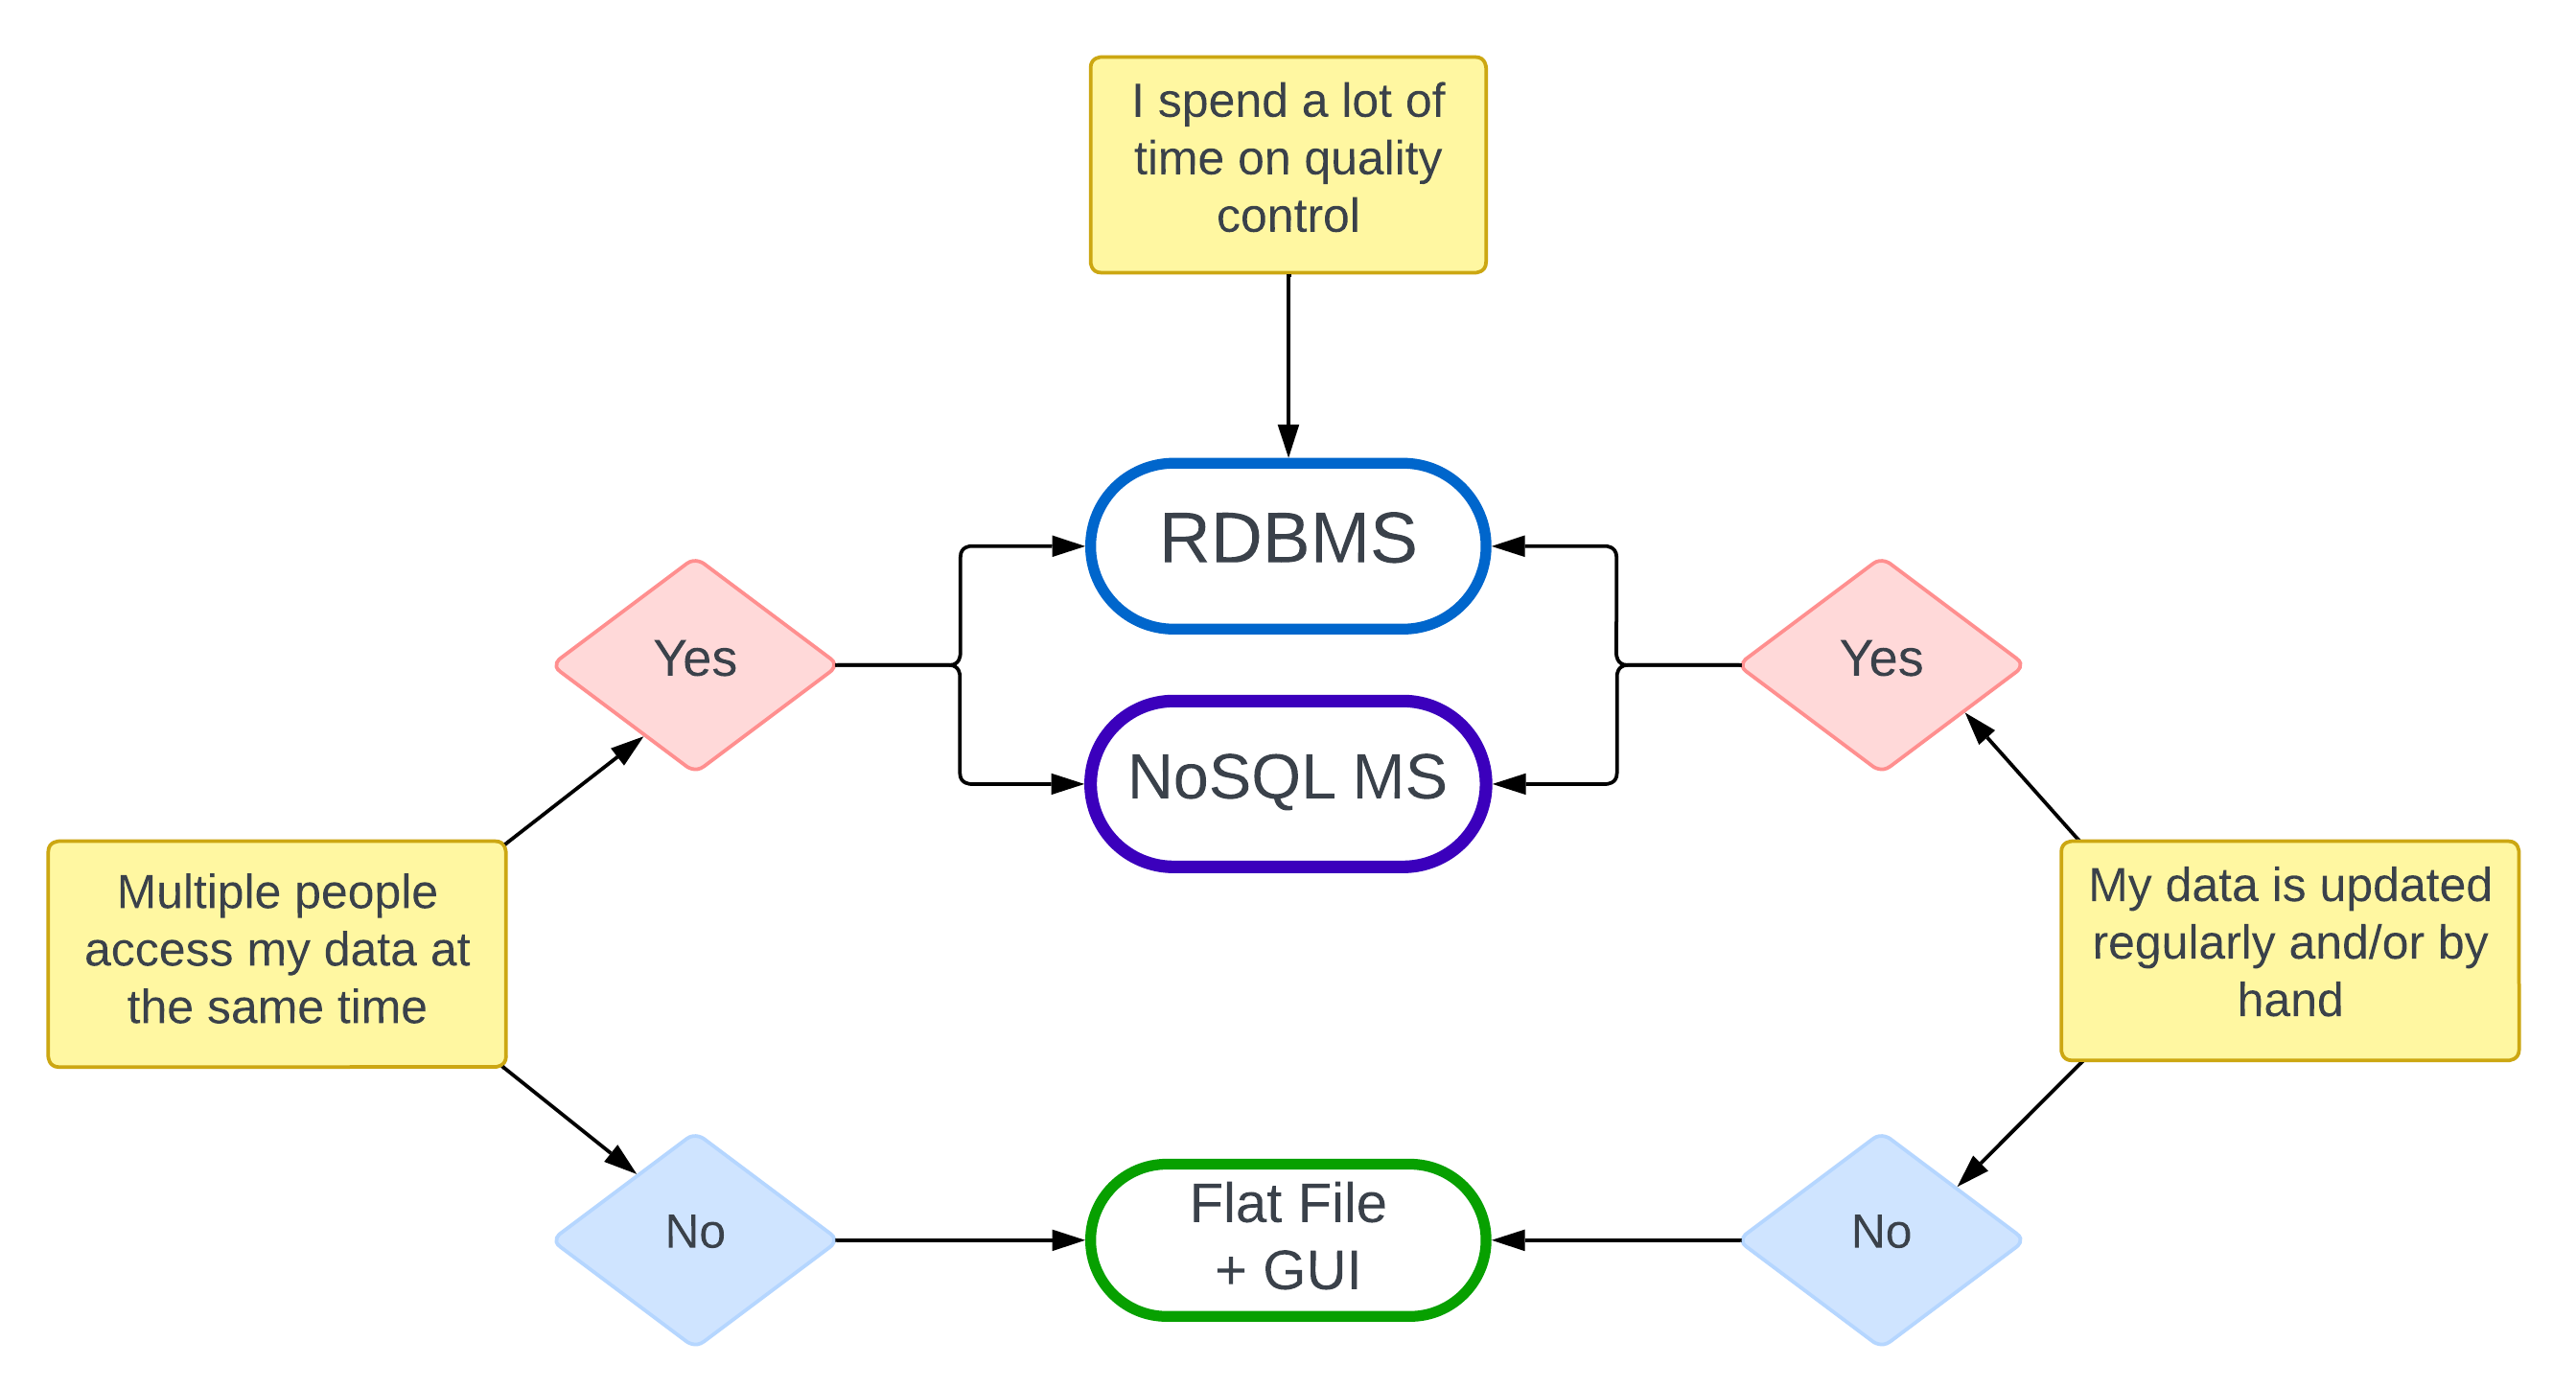 I spend a lot of
time on quality
control
RDBMS
Yes
Yes
NoSQL MS
Multiple people
access my data at
the same time
My data is updated
regularly and/or by
hand
No
Flat File
+ GUI
No